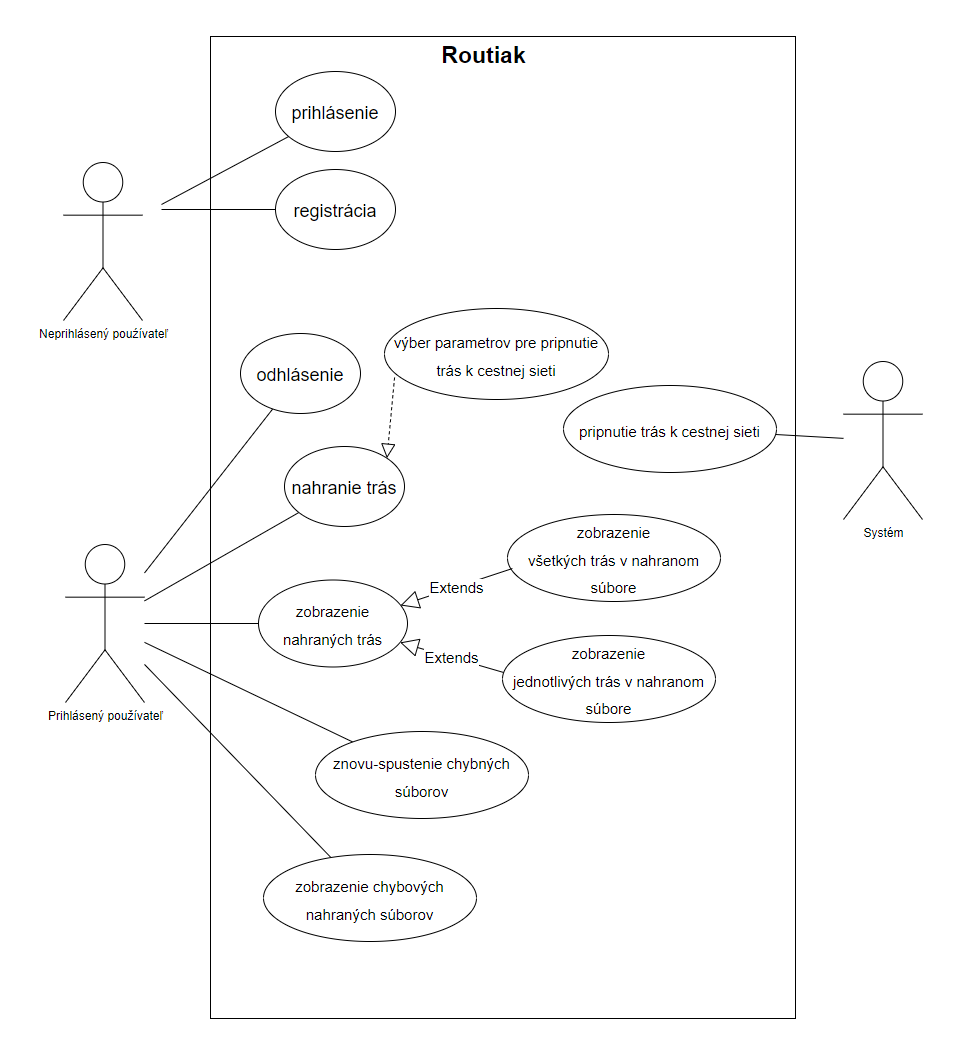 Routiak
prihlásenie
registrácia
Neprihlásený používateľ
výber parametrov pre pripnutie
trás k cestnej sieti
odhlásenie
pripnutie trás k cestnej sieti
nahranie trás
Systém
zobrazenie
všetkých trás v nahranom
súbore
Extends
zobrazenie
nahraných trás
Extends
zobrazenie
jednotlivých trás v nahranom
súbore
Prihlásený používateľ
znovu-spustenie chybných
súborov
zobrazenie chybových
nahraných súborov